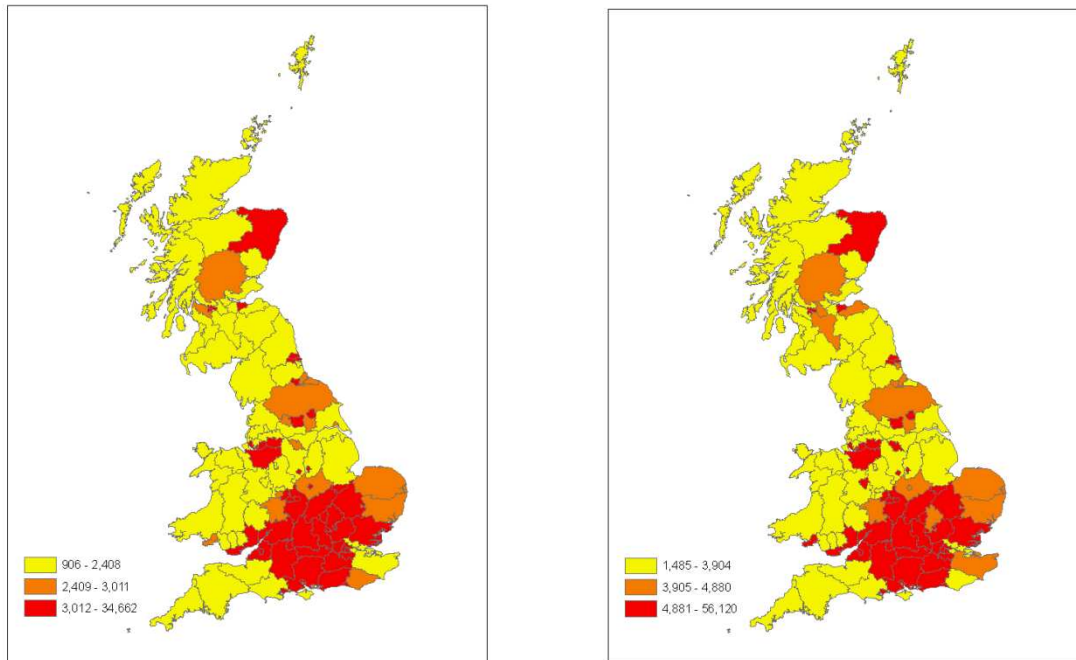 906 - 2,408
2,409 - 3,011
3,012 - 34,662
1,485 - 3,904
3,905 - 4,880
4,881 - 56,120